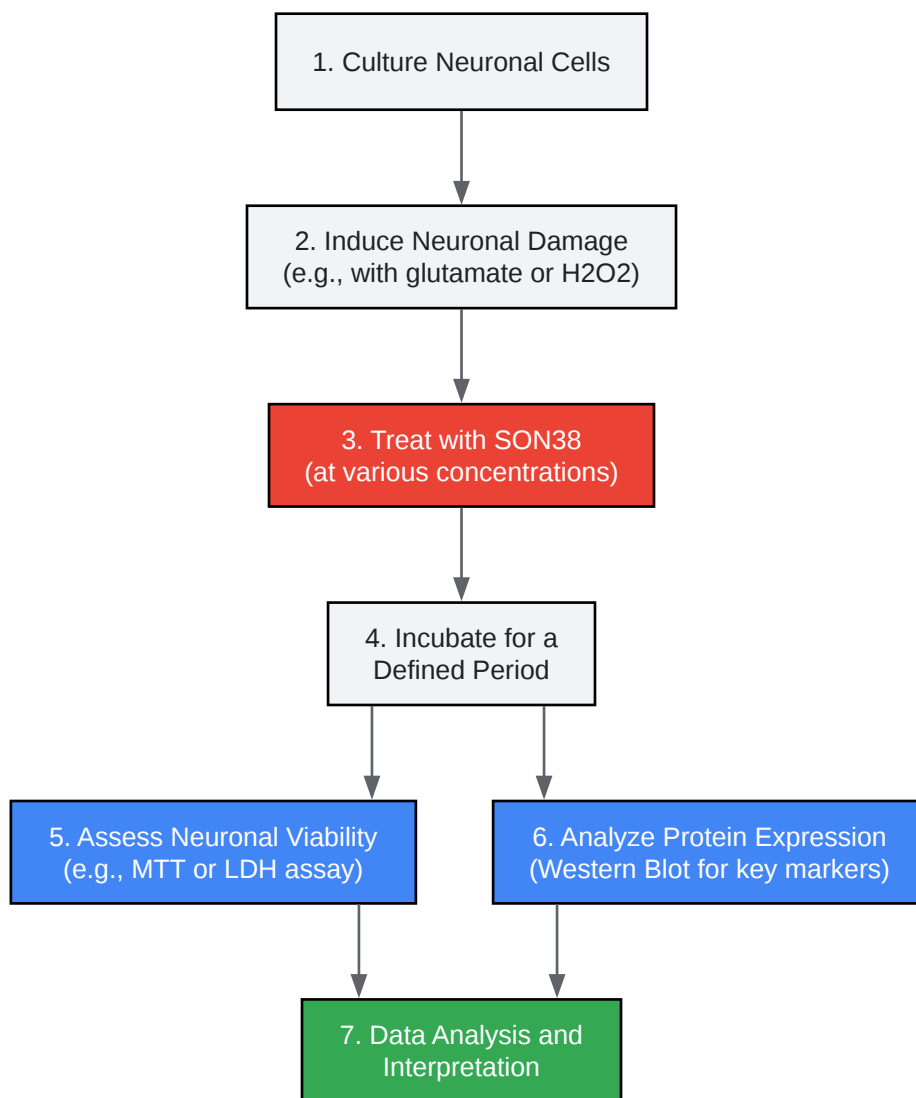 1. Culture Neuronal Cells
2. Induce Neuronal Damage
(e.g., with glutamate or H2O2)
3. Treat with SON38
(at various concentrations)
4. Incubate for a
Defined Period
5. Assess Neuronal Viability
(e.g., MTT or LDH assay)
6. Analyze Protein Expression
(Western Blot for key markers)
7. Data Analysis and
Interpretation